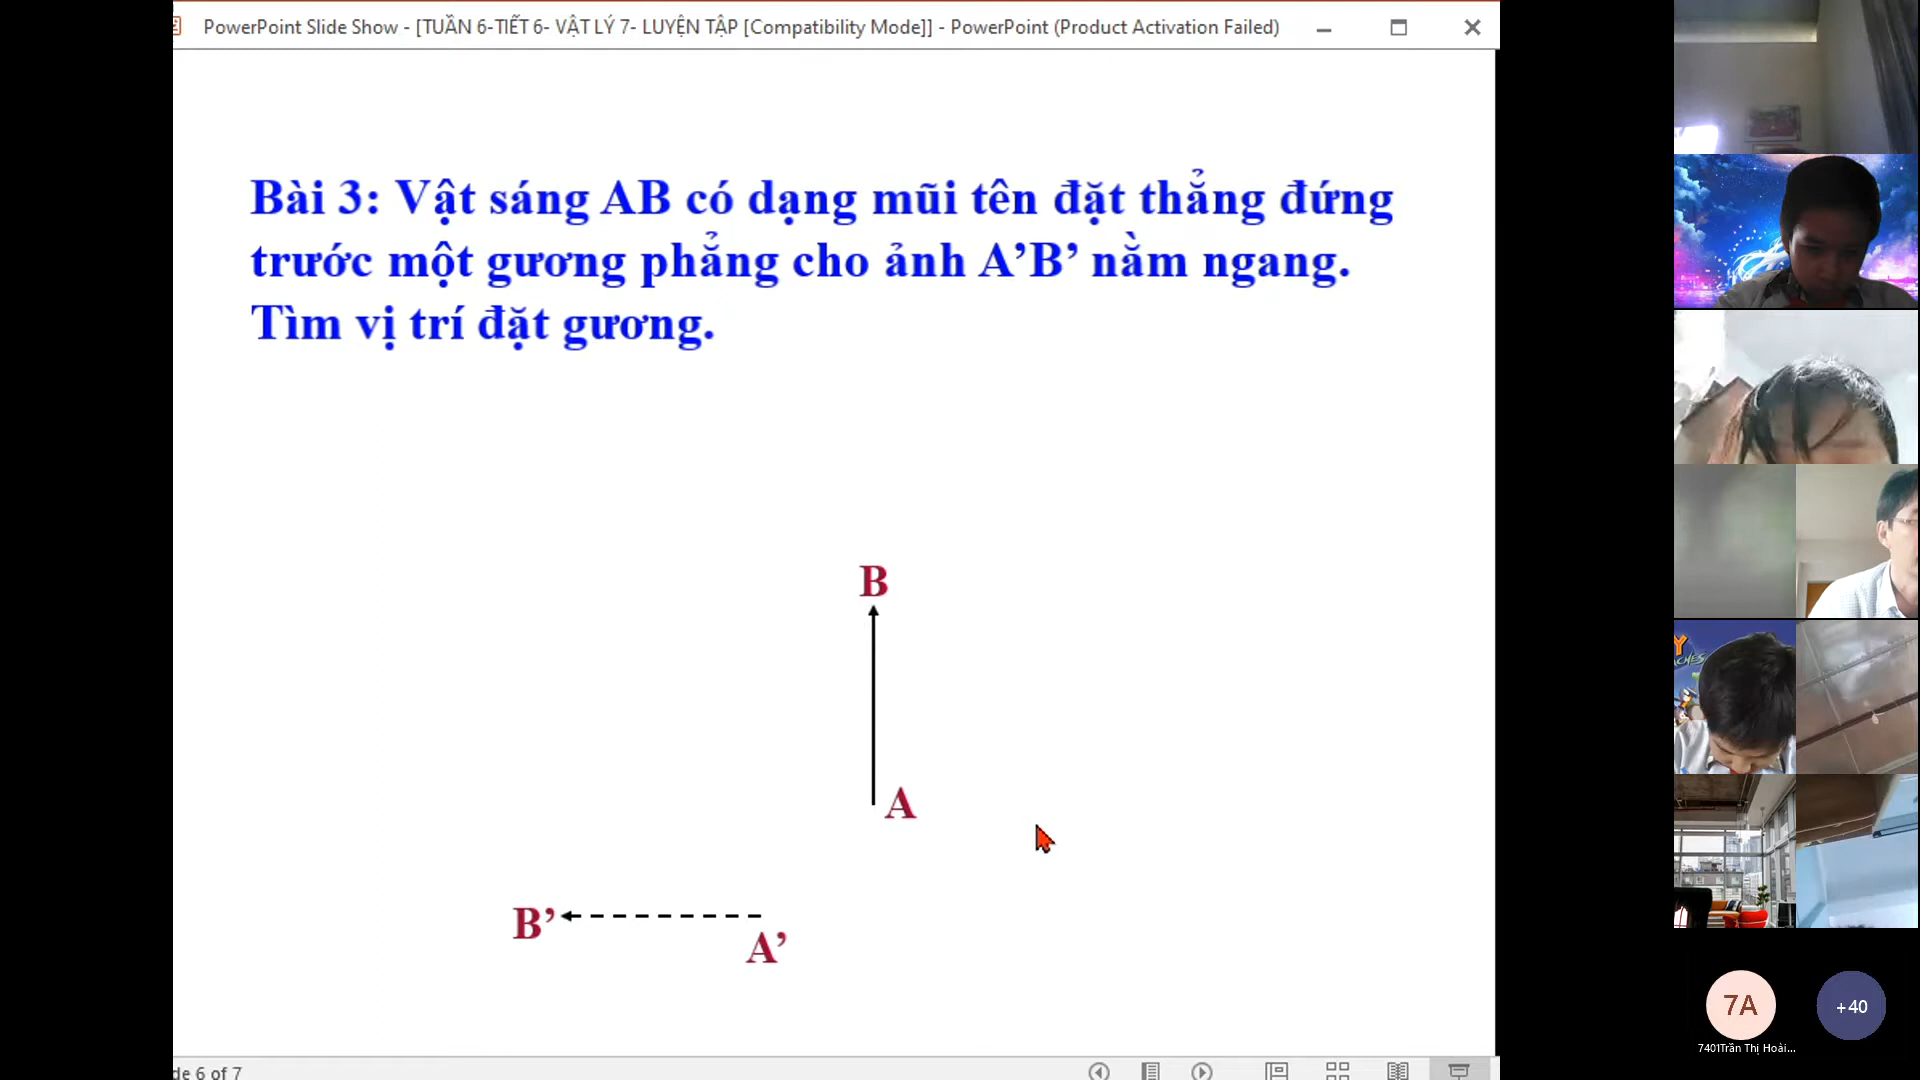 PowerPoint Slide Show - [TUẦN 6-TIẾT 6- VẬT LÝ 7- LUYỆN TẬP [Compatibility Mode]] - PowerPoint (Product Activation Failed)
Bài 3: Vật sáng AB có dạng mũi tên đặt thẳng đứng
trước một gương phẳng cho ảnh A’B’ nằm ngang.
Tìm vị trí đặt gương.
B
A
B’
A’
de 6 of 7
7A
+40
7401Trần Thị Hoài...